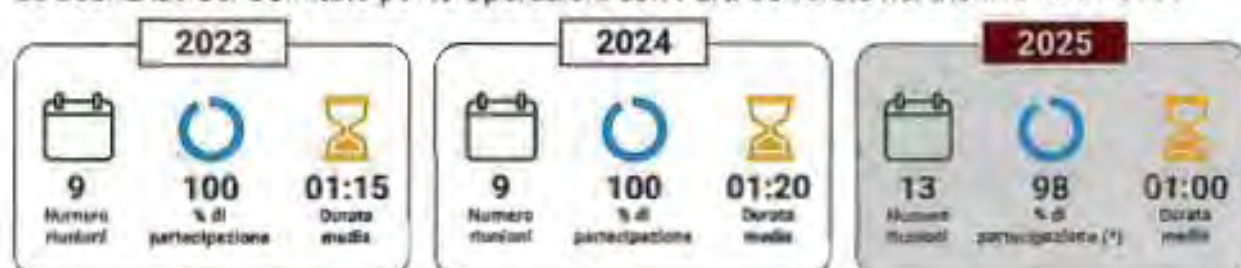 2023
2024
2025
9
100
01:15
9
100
01:20
13
98
01:00
Numero
% di
Durata
Numero
% di
Durata
Numero
% di
Durata
riunioni
partecipazione
media
riunioni
partecipazione
media
riunioni
partecipazione (*)
media